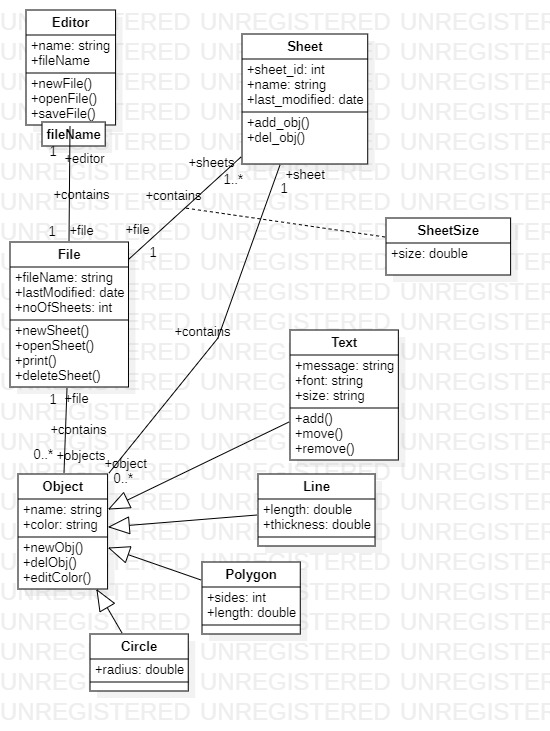 Editor
+name: string
+fileName
+newFile()
+openFile()
+saveFile()
fileName
1
+editor
+contains
1
+file
Sheet
+sheet_id: int
+name: string
+last_modified: date
+add_obj()
+del_obj()
+sheets
1..*
+contains
+file
1
+sheet
1
SheetSize
+size: double
File
+fileName: string
+lastModified: date
+noOfSheets: int
+newSheet()
+openSheet()
+print()
+deleteSheet()
+contains
1
+file
+contains
0..*
+objects
+object
0..*
Text
+message: string
+font: string
+size: string
+add()
+move()
+remove()
Object
+name: string
+color: string
+newObj()
+delObj()
+editColor()
Line
+length: double
+thickness: double
Polygon
+sides: int
+length: double
Circle
+radius: double
UNREGISTERED